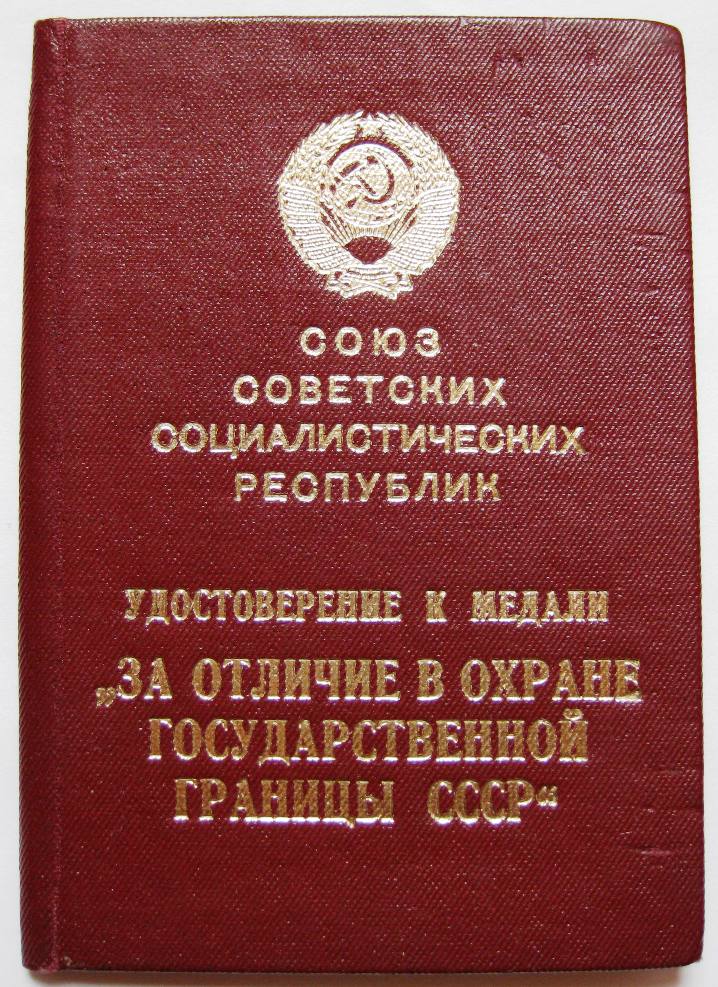 СОЮЗ
СОВЕТСКИХ
СОЦИАЛИСТИЧЕСКИХ
РЕСПУБЛИК
УДОСТОВЕРЕНИЕ К МЕДАЛИ
„ЗА ОТЛИЧИЕ В ОХРАНЕ
ГОСУДАРСТВЕННОЙ
ГРАНИЦЫ СССР“